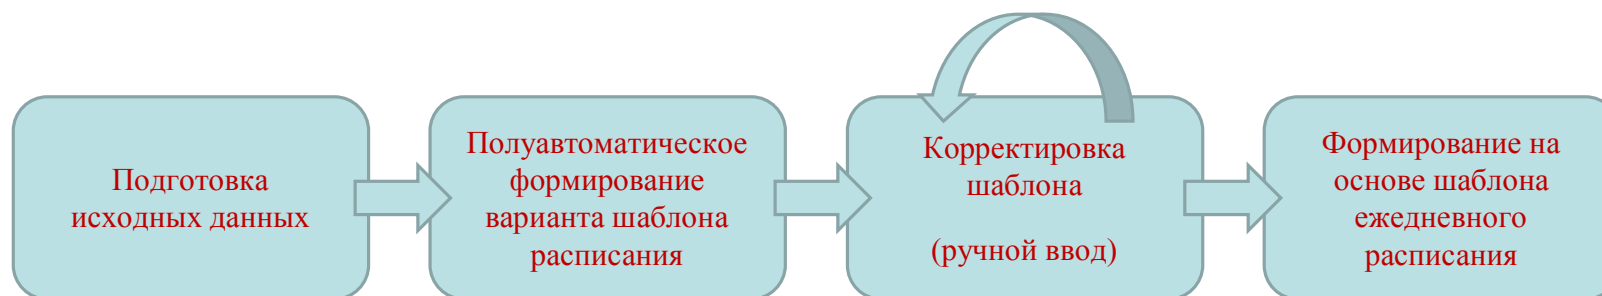 Подготовка
исходных данных
Полуавтоматическое
формирование
варианта шаблона
расписания
Корректировка
шаблона
(ручной ввод)
Формирование на
основе шаблона
ежедневного
расписания